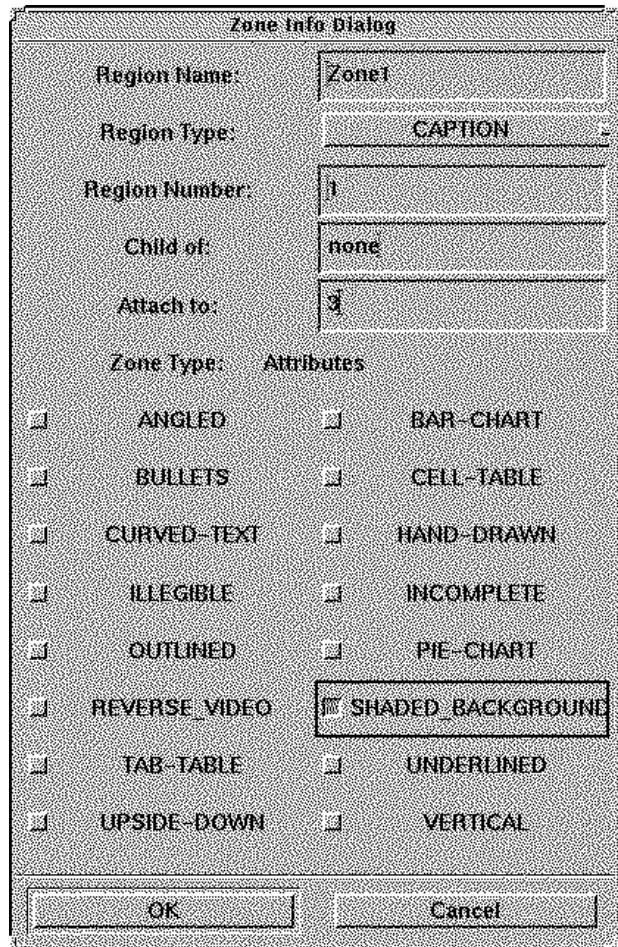 Zone Info Dialog
Region Name: Zone1
Region Type: CAPTION
Region Number: 1
Child of: none
Attach to: 3
Zone Type: Attributes
ANGLED BAR-CHART
BULLETS CELL-TABLE
CURVED-TEXT HAND-DRAWN
ILLEGIBLE INCOMPLETE
OUTLINED PIE-CHART
REVERSE_VIDEO SHADED_BACKGROUND
TAB-TABLE UNDERLINED
UPSIDE-DOWN VERTICAL
OK Cancel